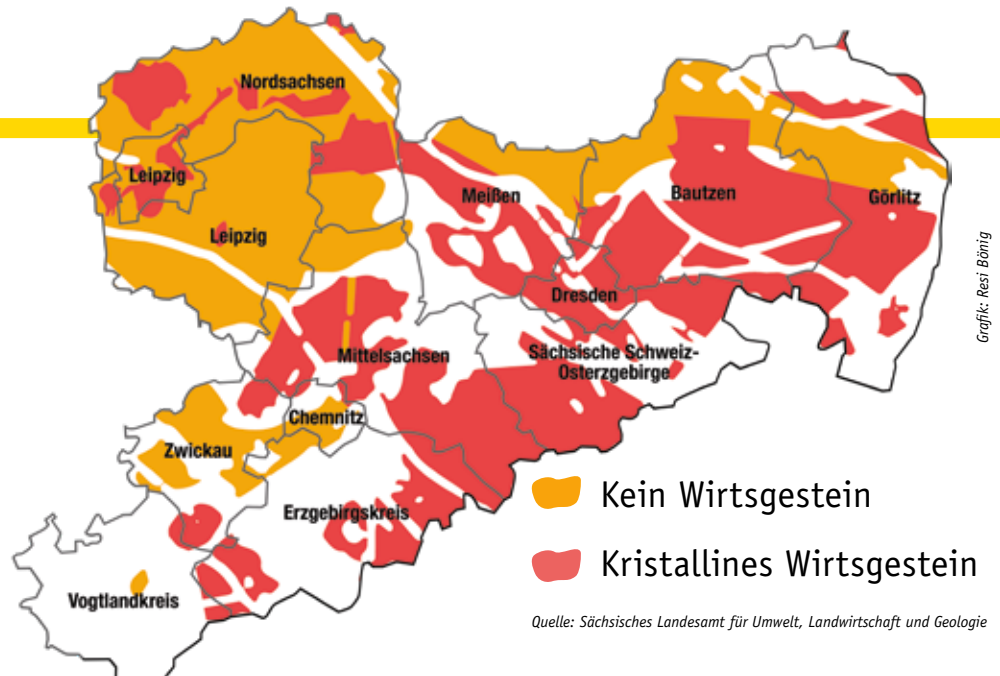 Nordsachsen
Leipzig
Leipzig
Meißen
Bautzen
Görlitz
Dresden
Mittelsachsen
Sächsische Schweiz-
Osterzgebirge
Chemnitz
Zwickau
Erzgebirgskreis
Vogtlandkreis
Kein Wirtsgestein
Kristallines Wirtsgestein
Quelle: Sächsisches Landesamt für Umwelt, Landwirtschaft und Geologie
Grafik: Resi Bönig